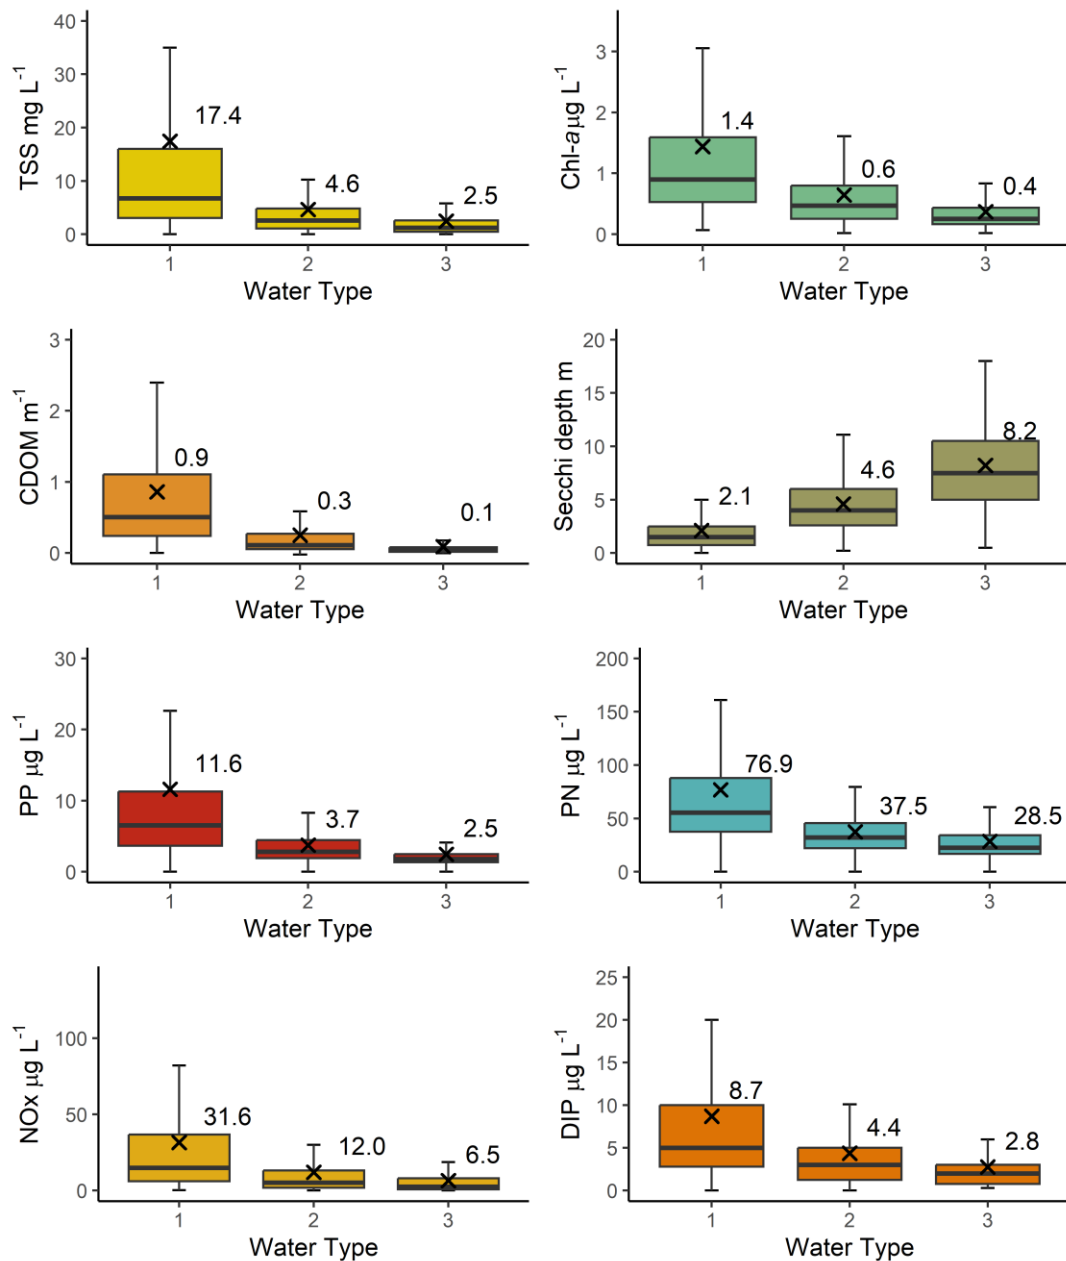 TSS mg L⁻¹
40
30
20
10
0
17.4
4.6
2.5
1 2 3
Water Type
Chl-a µg L⁻¹
3
2
1
0
1.4
0.6
0.4
1 2 3
Water Type
CDOM m⁻¹
3
2
1
0
0.9
0.3
0.1
1 2 3
Water Type
Secchi depth m
20
15
10
5
0
2.1
4.6
8.2
1 2 3
Water Type
PP µg L⁻¹
30
20
10
0
11.6
3.7
2.5
1 2 3
Water Type
PN µg L⁻¹
200
150
100
50
0
76.9
37.5
28.5
1 2 3
Water Type
NOx µg L⁻¹
100
50
0
31.6
12.0
6.5
1 2 3
Water Type
DIP µg L⁻¹
25
20
15
10
5
0
8.7
4.4
2.8
1 2 3
Water Type